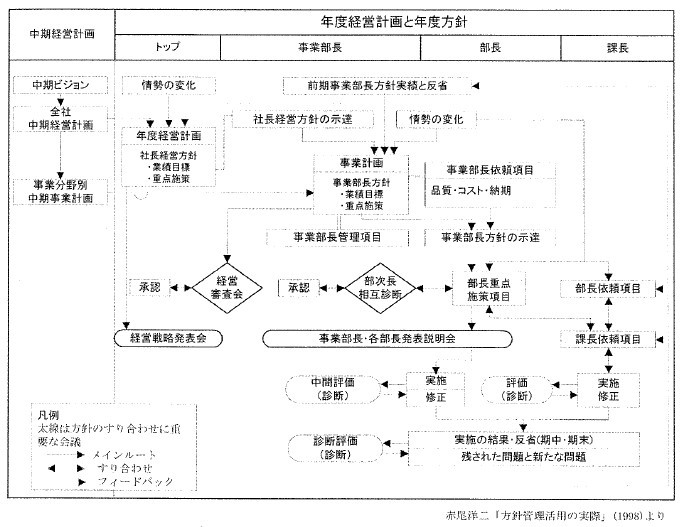 中期経営計画
年度経営計画と年度方針
トップ
事業部長
部長
課長
中期ビジョン
情勢の変化
前期事業部長方針実績と反省
全社
中期経営計画
社長経営方針の示達
情勢の変化
年度経営計画
社長経営方針
・業績目標
・重点施策
事業計画
事業部長方針
・業績目標
・重点施策
事業部長依頼項目
品質・コスト・納期
事業分野別
中期事業計画
事業部長管理項目
事業部長方針の示達
承認
経営
審査会
承認
部次長
相互診断
部長重点
施策項目
部長依頼項目
経営戦略発表会
事業部長・各部長発表説明会
課長依頼項目
中間評価
(診断)
実施
修正
評価
(診断)
実施
修正
凡例
太線は方針のすり合わせに重
要な会議
メインルート
すり合わせ
フィードバック
診断評価
(診断)
実施の結果・反省(期中・期末)
残された問題と新たな問題
赤尾洋二『方針管理活用の実際』(1998)より